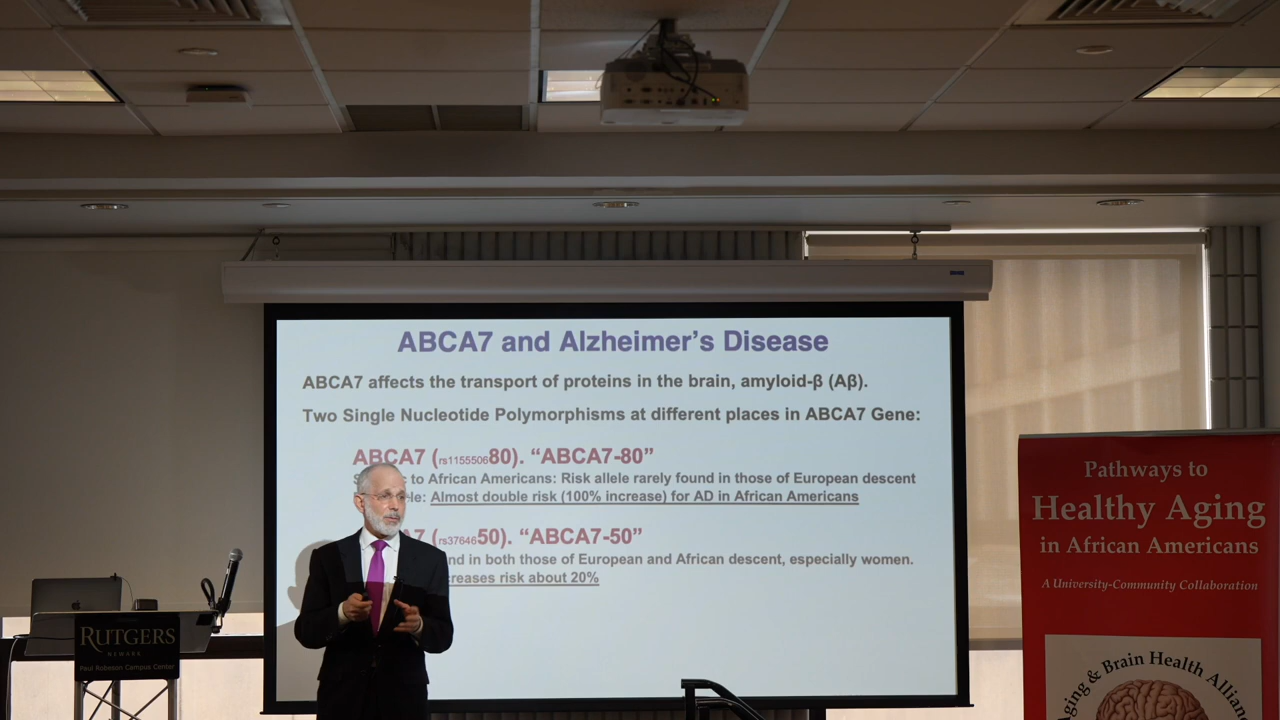 ABCA7 and Alzheimer's Disease
ABCA7 affects the transport of proteins in the brain, amyloid-β (Aβ).
Two Single Nucleotide Polymorphisms at different places in ABCA7 Gene:
ABCA7 (rs115550680). “ABCA7-80”
to African Americans: Risk allele rarely found in those of European descent
Almost double risk (100% increase) for AD in African Americans
(rs3764650). “ABCA7-50”
in both those of European and African descent, especially women.
risk about 20%
RUTGERS
NEWARK
Paul Robeson Campus Center
Pathways to
Healthy Aging
in African Americans
A University-Community Collaboration
Aging & Brain Health